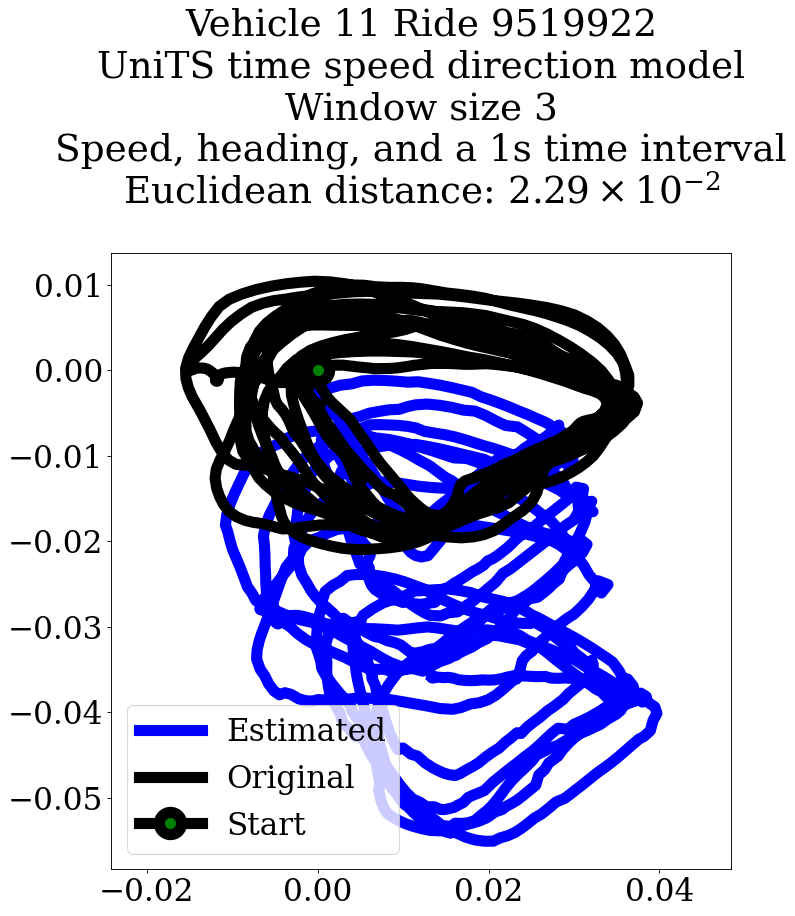 Vehicle 11 Ride 9519922
UniTS time speed direction model
Window size 3
Speed, heading, and a 1s time interval
Euclidean distance: 2.29 × 10⁻²
0.01
0.00
−0.01
−0.02
−0.03
−0.04
−0.05
Estimated
Original
Start
−0.02 0.00 0.02 0.04